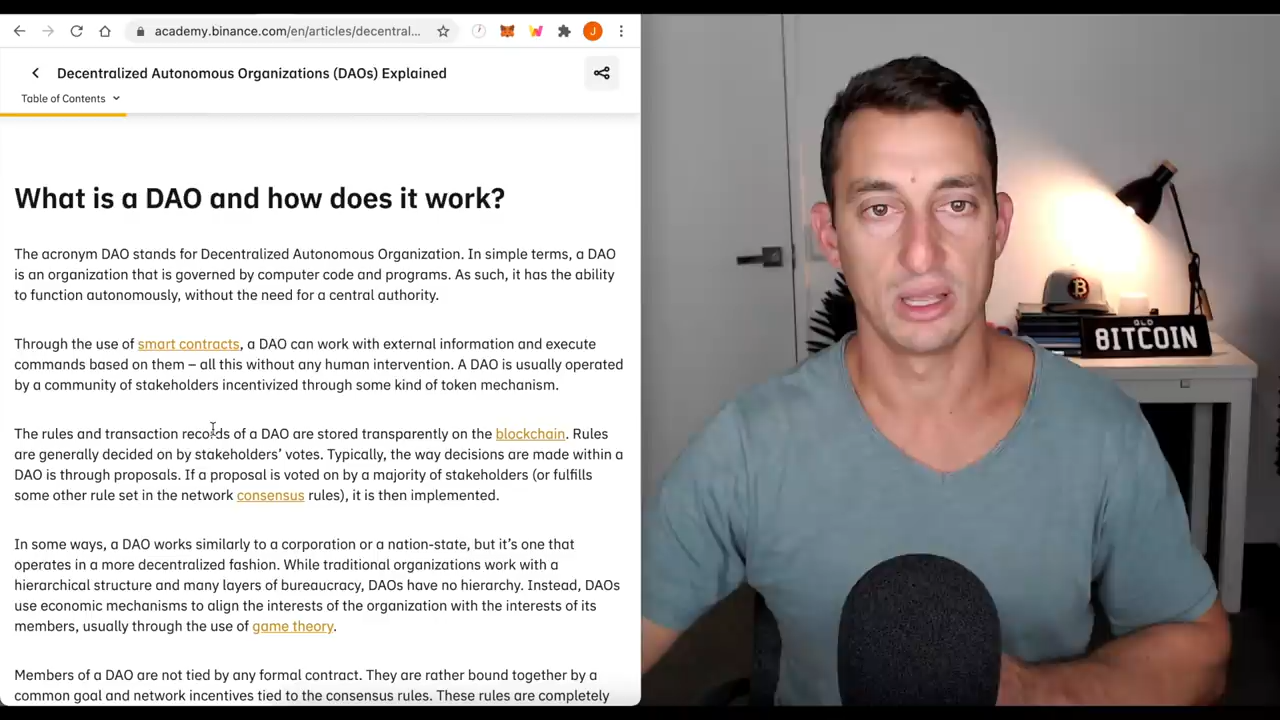 academy.binance.com/en/articles/decentral...
J
Decentralized Autonomous Organizations (DAOs) Explained
Table of Contents
What is a DAO and how does it work?
The acronym DAO stands for Decentralized Autonomous Organization. In simple terms, a DAO
is an organization that is governed by computer code and programs. As such, it has the ability
to function autonomously, without the need for a central authority.
Through the use of smart contracts, a DAO can work with external information and execute
commands based on them – all this without any human intervention. A DAO is usually operated
by a community of stakeholders incentivized through some kind of token mechanism.
The rules and transaction records of a DAO are stored transparently on the blockchain. Rules
are generally decided on by stakeholders’ votes. Typically, the way decisions are made within a
DAO is through proposals. If a proposal is voted on by a majority of stakeholders (or fulfills
some other rule set in the network consensus rules), it is then implemented.
In some ways, a DAO works similarly to a corporation or a nation-state, but it’s one that
operates in a more decentralized fashion. While traditional organizations work with a
hierarchical structure and many layers of bureaucracy, DAOs have no hierarchy. Instead, DAOs
use economic mechanisms to align the interests of the organization with the interests of its
members, usually through the use of game theory.
Members of a DAO are not tied by any formal contract. They are rather bound together by a
common goal and network incentives tied to the consensus rules. These rules are completely
QLD
8ITCOIN